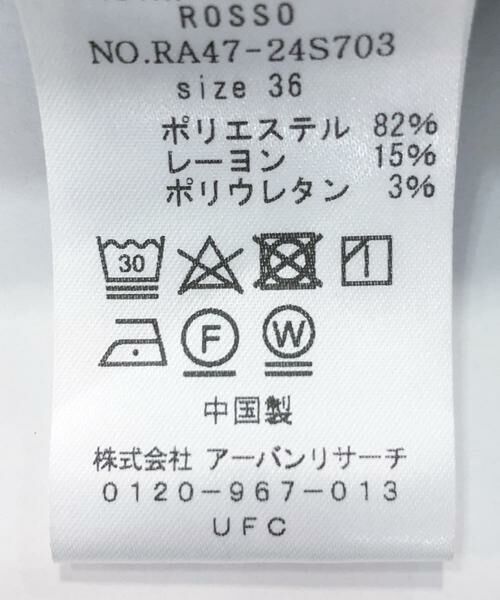 ROSSO
NO.RA47-24S703
size 36
ポリエステル 82%
レーヨン 15%
ポリウレタン 3%
30
F W
中国製
株式会社 アーバンリサーチ
0120-967-013
UFC